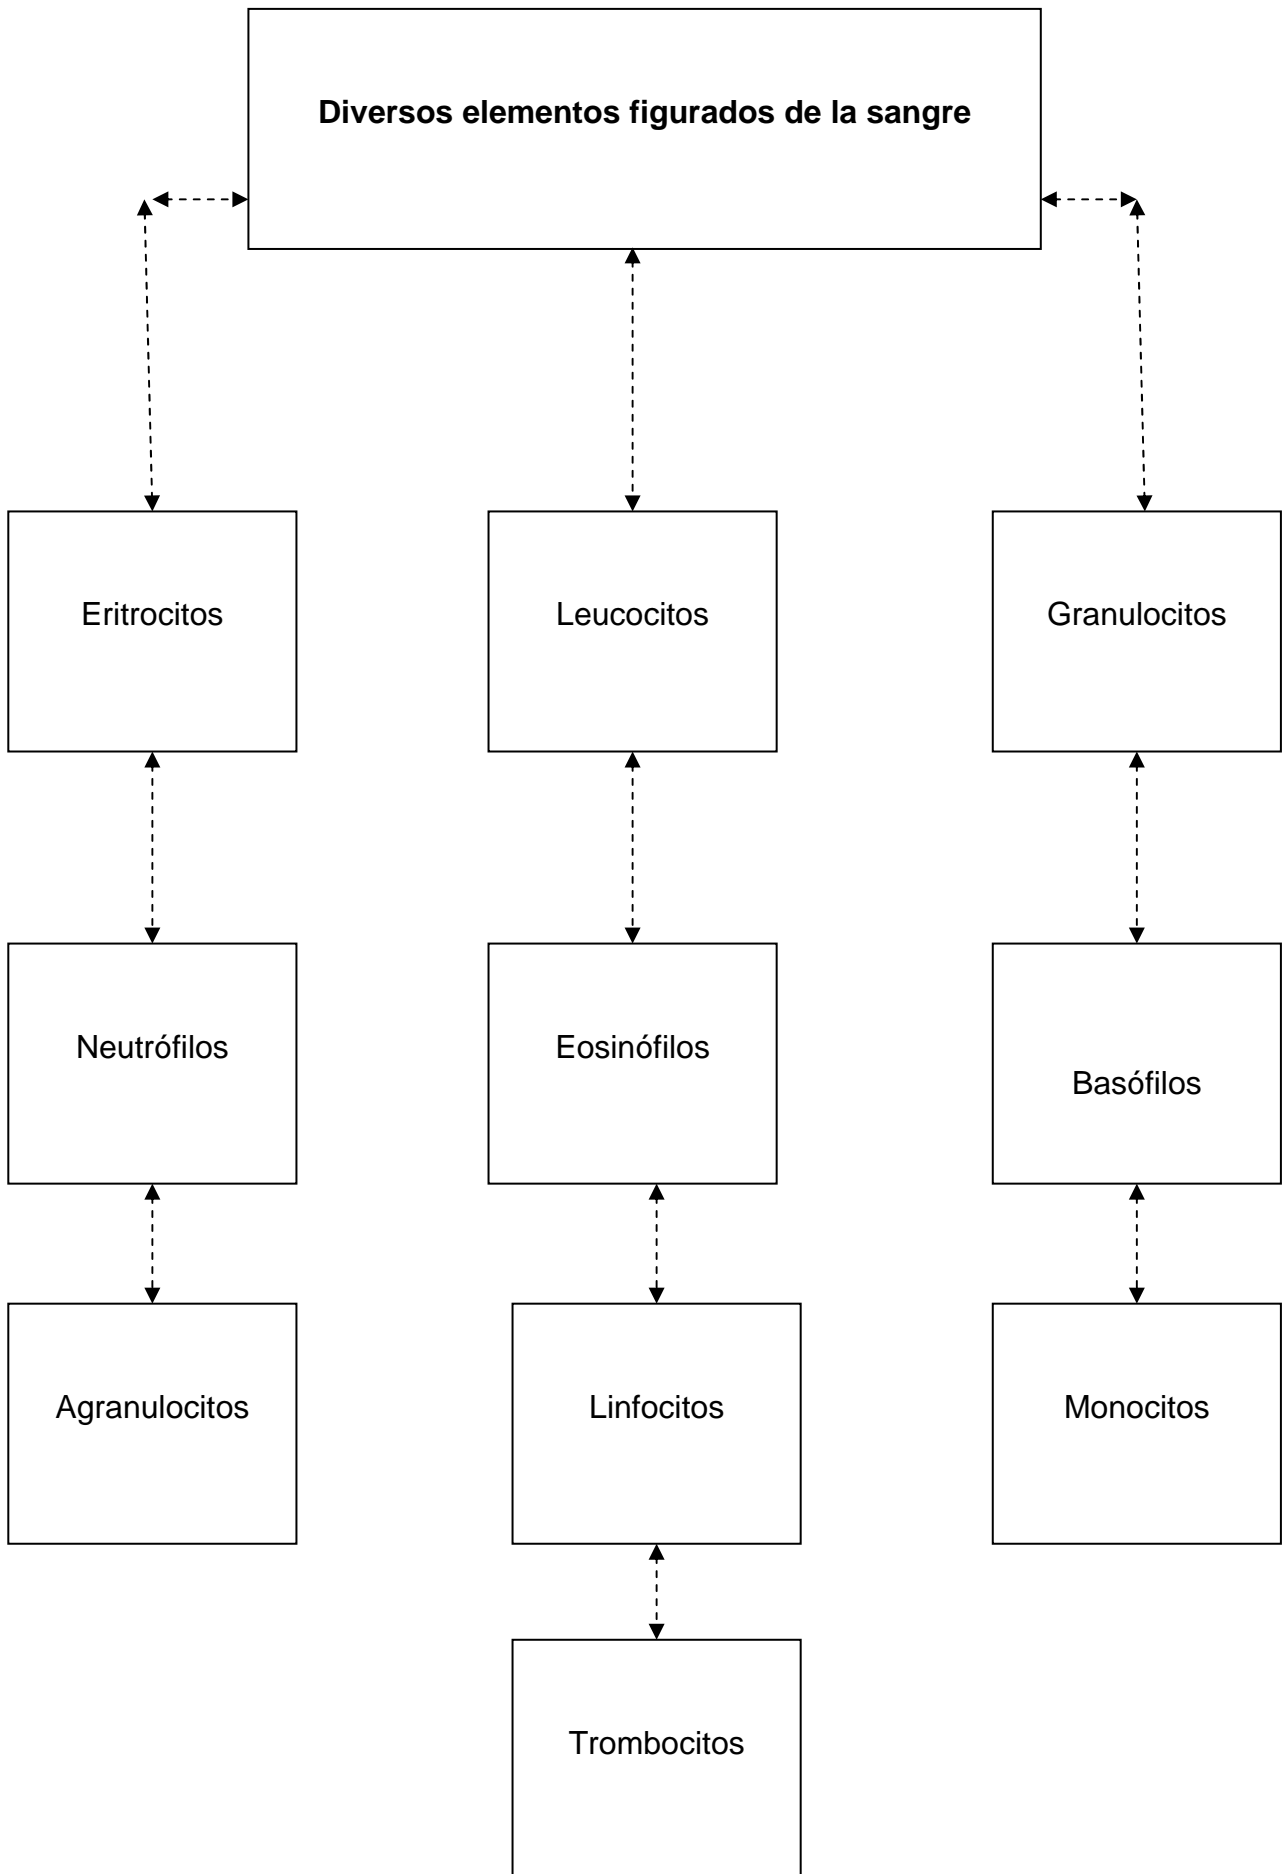 Diversos elementos figurados de la sangre
Eritrocitos
Leucocitos
Granulocitos
Neutrófilos
Eosinófilos
Basófilos
Agranulocitos
Linfocitos
Monocitos
Trombocitos